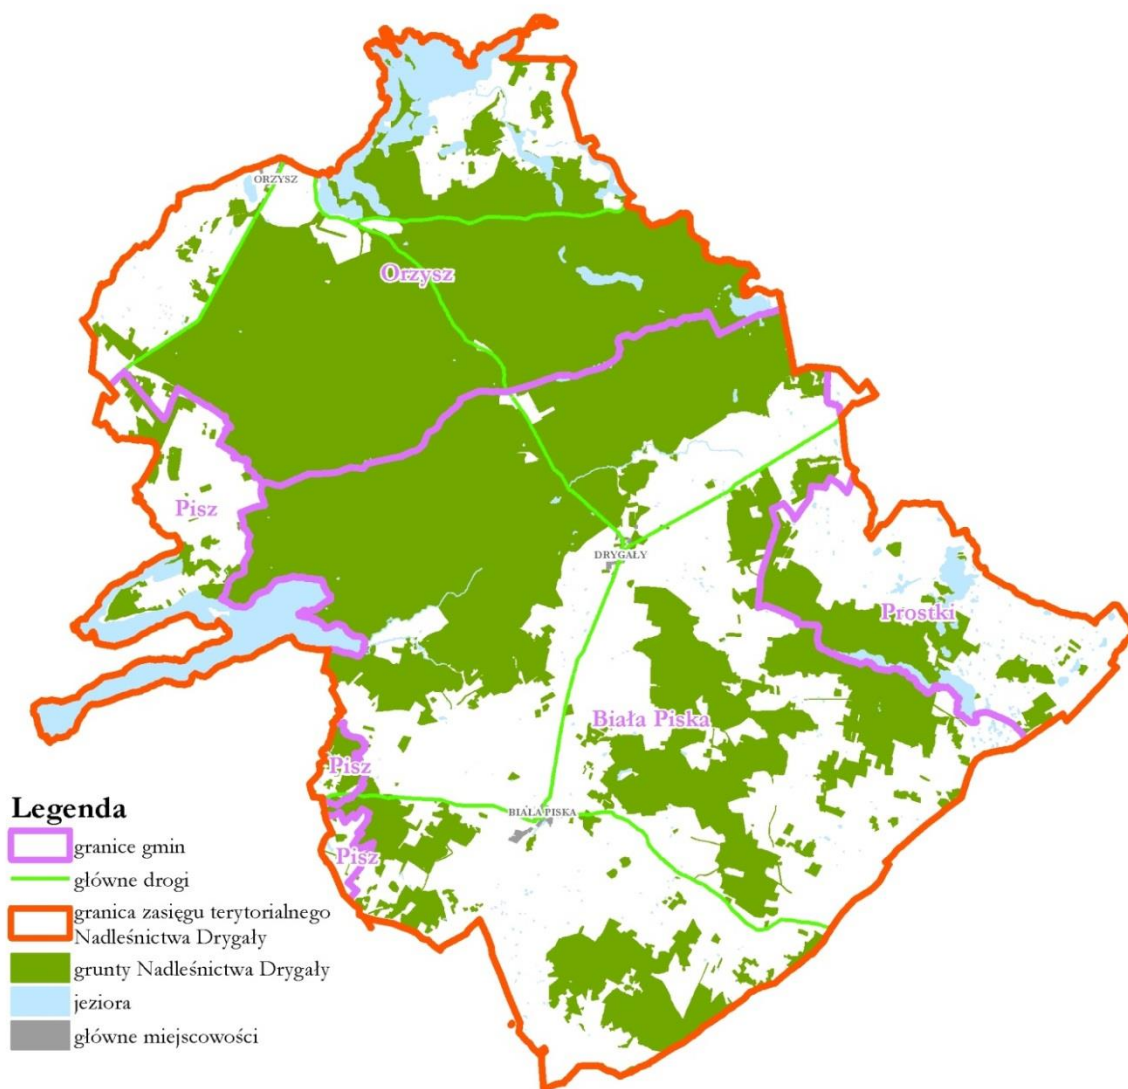 ORZYSZ
Orzysz
Pisz
DRYGAŁY
Prostki
Biała Piska
Pisz
BIAŁA PISKA
Pisz
Legenda
granice gmin
główne drogi
granica zasięgu terytorialnego
Nadleśnictwa Drygały
grunty Nadleśnictwa Drygały
jeziora
główne miejscowości